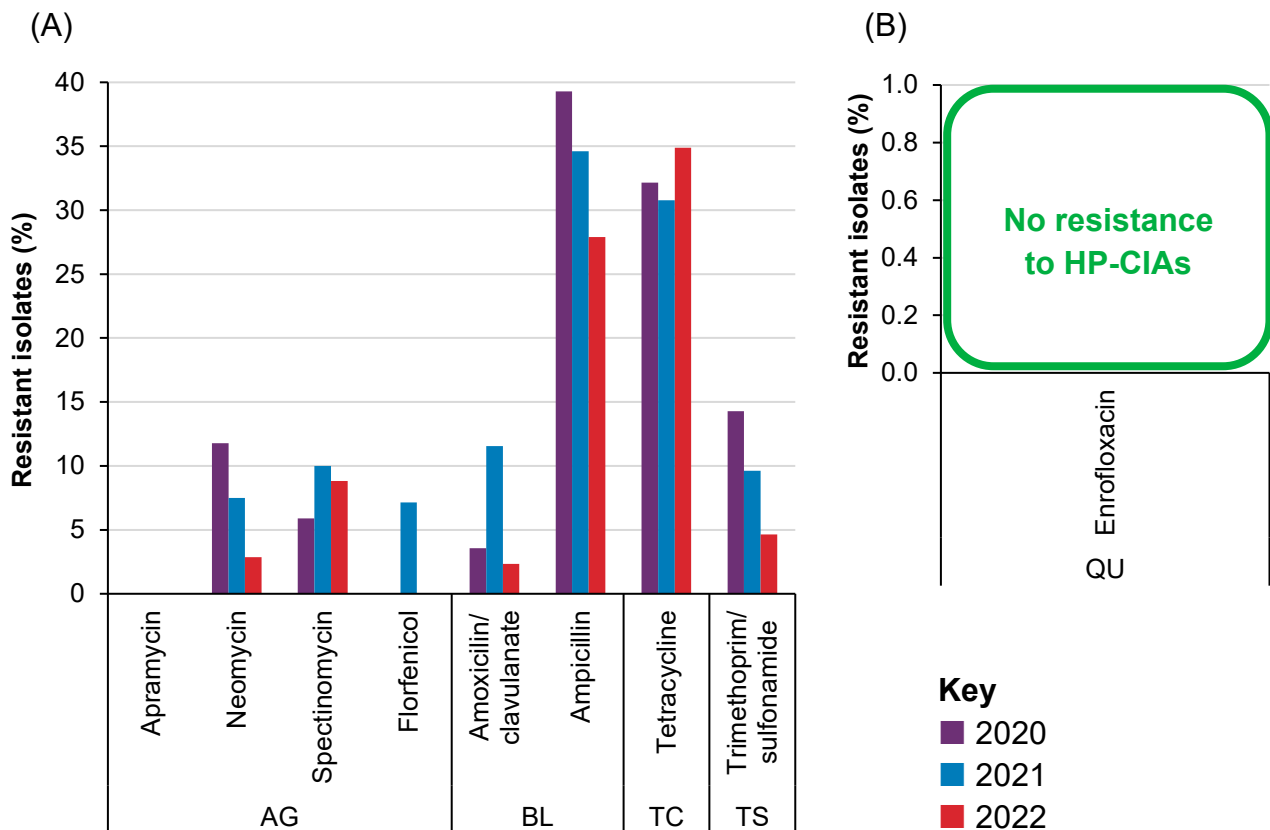 (A)
Resistant isolates (%)
40
35
30
25
20
15
10
5
0
Apramycin
Neomycin
Spectinomycin
Florfenicol
Amoxicilin/
clavulanate
Ampicillin
Tetracycline
Trimethoprim/
sulfonamide
AG
BL
TC
TS
(B)
Resistant isolates (%)
1.0
0.8
0.6
0.4
0.2
0.0
No resistance
to HP-CIAs
Enrofloxacin
QU
Key
2020
2021
2022